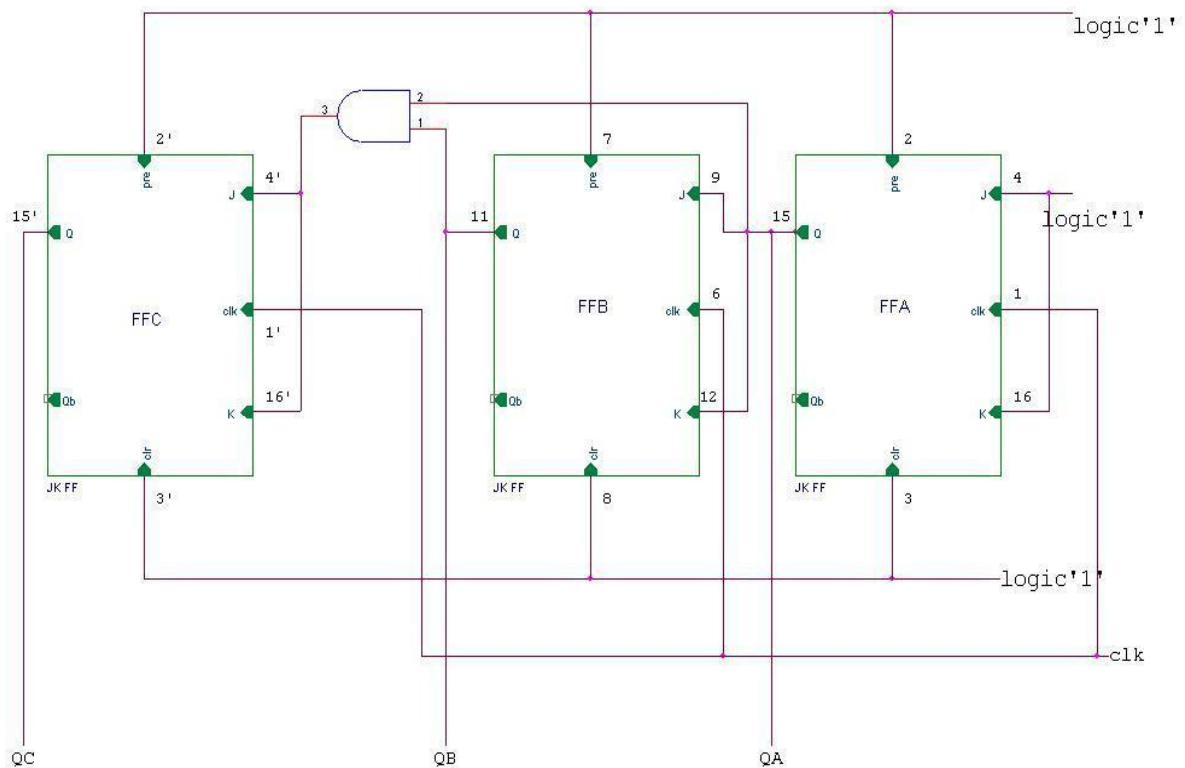 logic'1'
3
2
1
2'
7
2
pre
pre
pre
4'
J
9
J
4
J
logic'1'
15'
Q
11
Q
15
Q
FFC
clk
1'
FFB
clk
6
FFA
clk
1
Qb
16'
K
Qb
12
K
Qb
16
K
clr
clr
clr
JK FF
3'
JK FF
8
JK FF
3
logic'1'
clk
QC
QB
QA